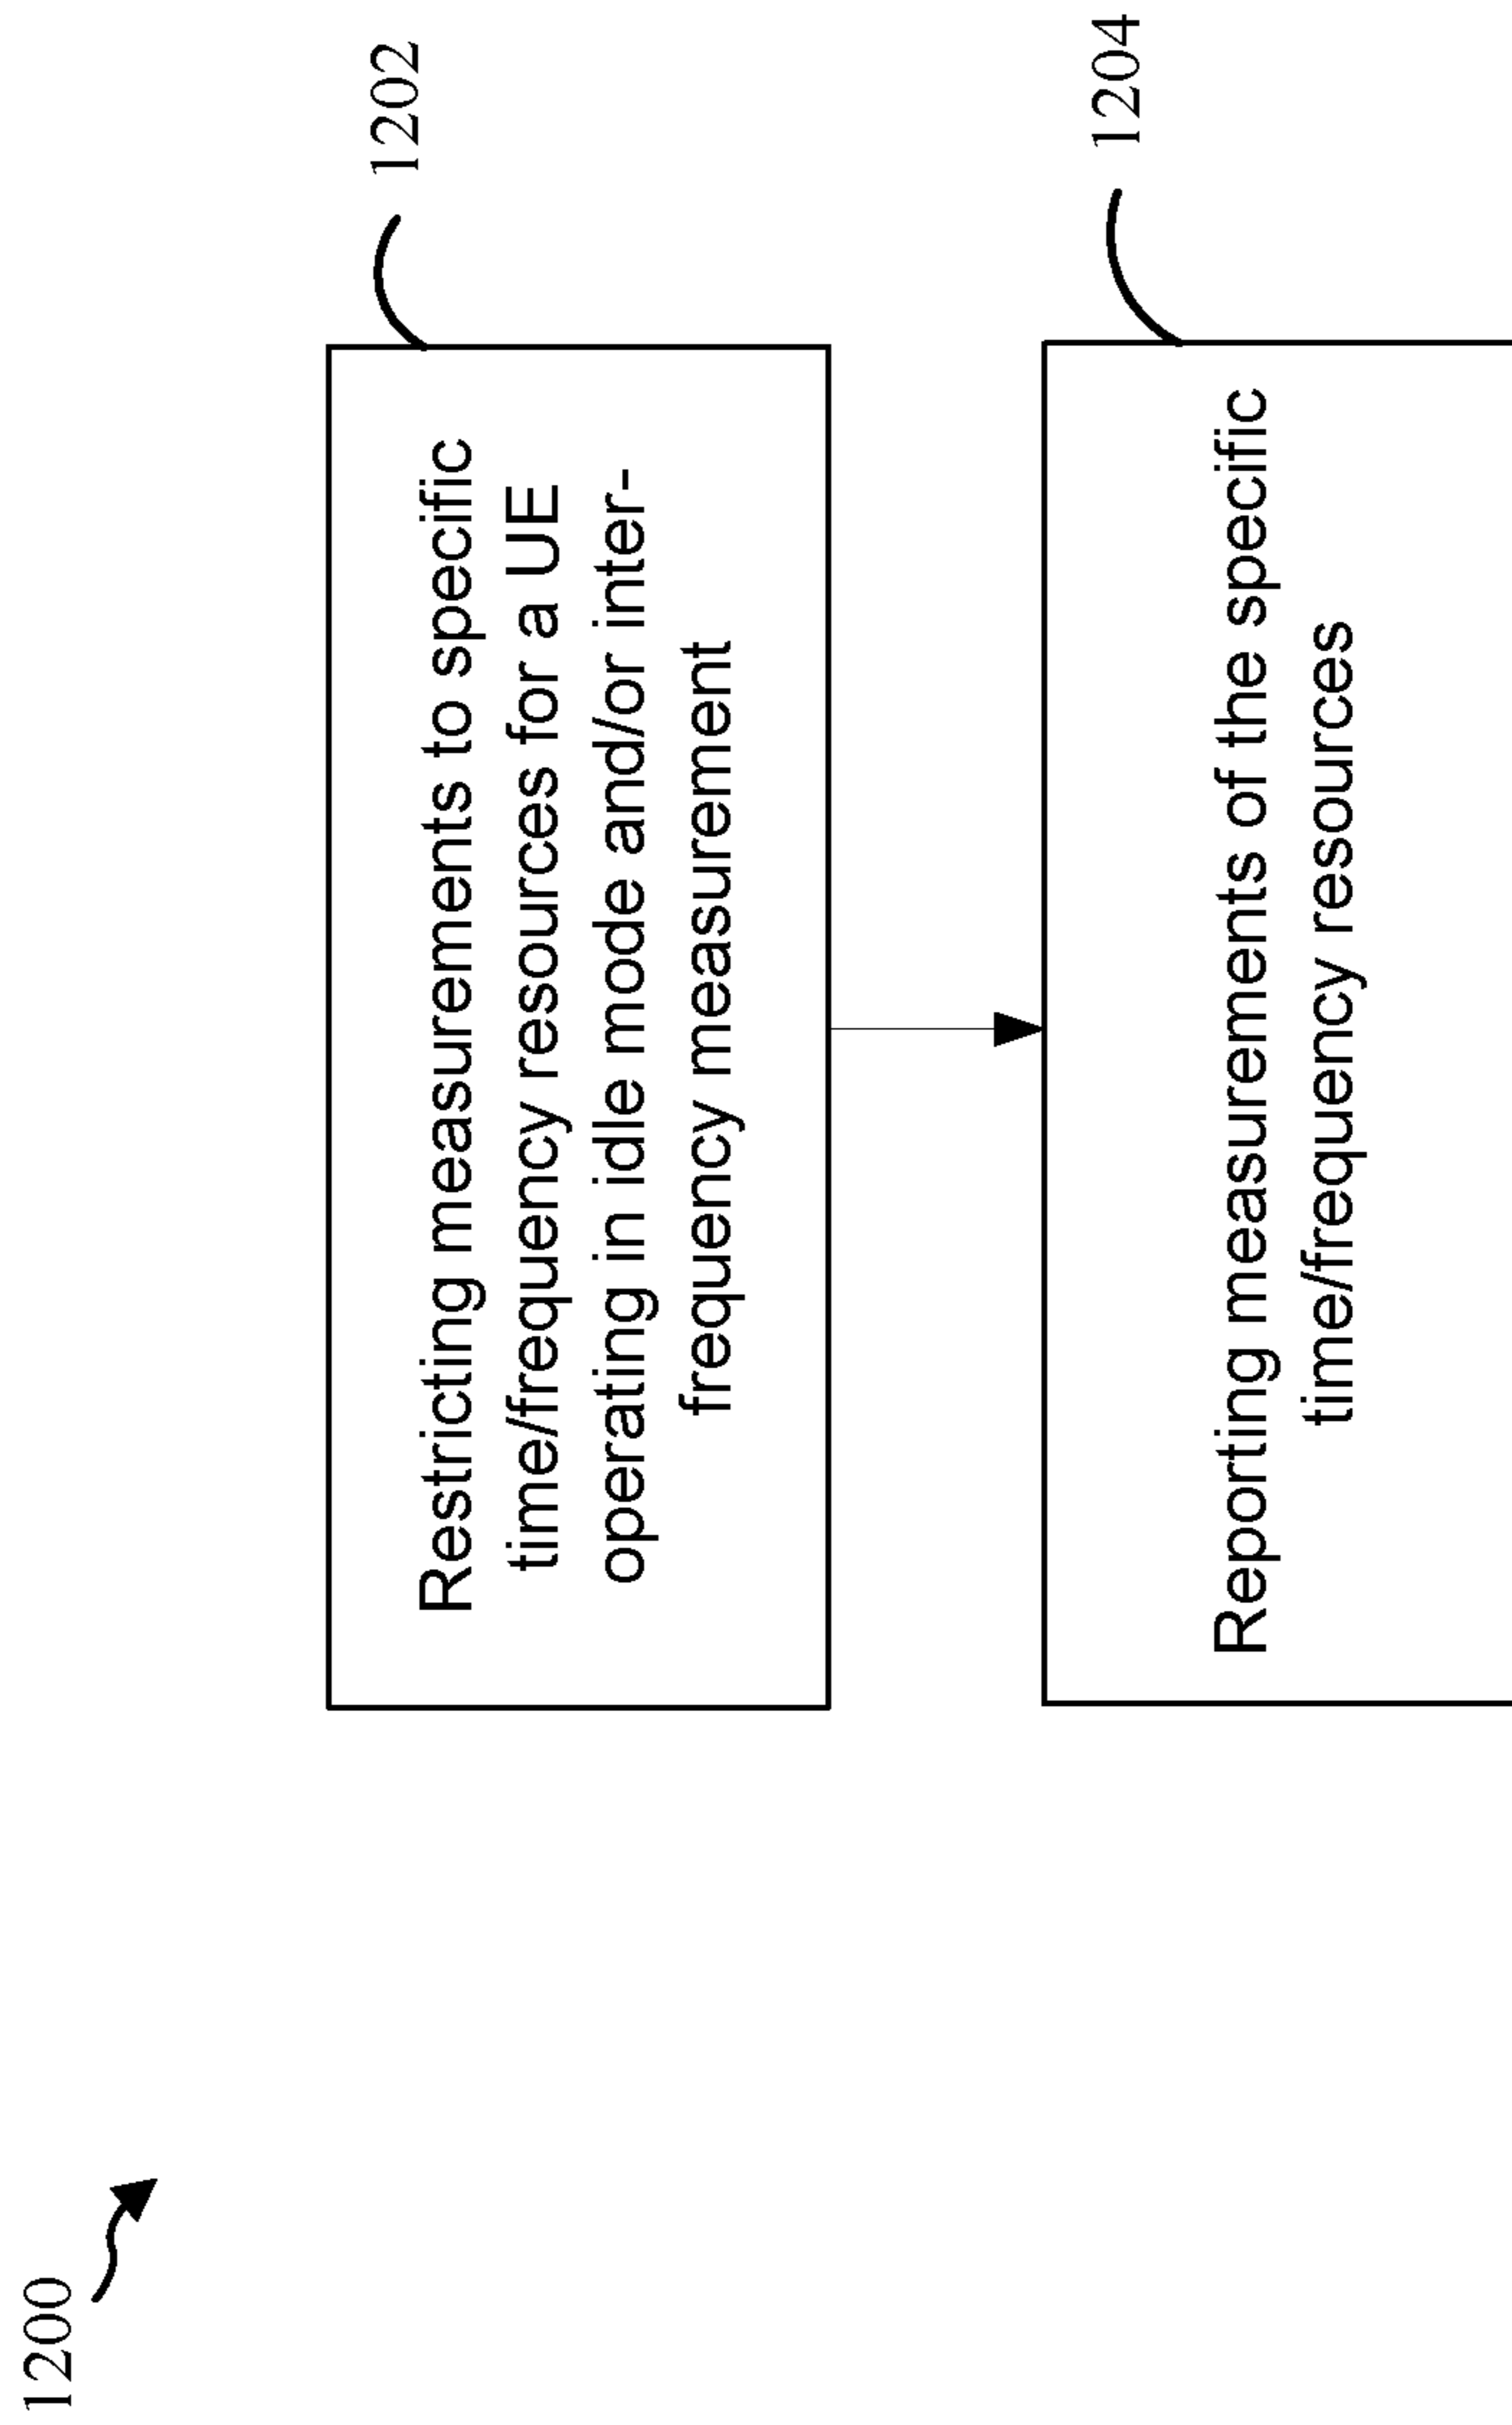 1200
1202
Restricting measurements to specific
time/frequency resources for a UE
operating in idle mode and/or inter-
frequency measurement
1204
Reporting measurements of the specific
time/frequency resources